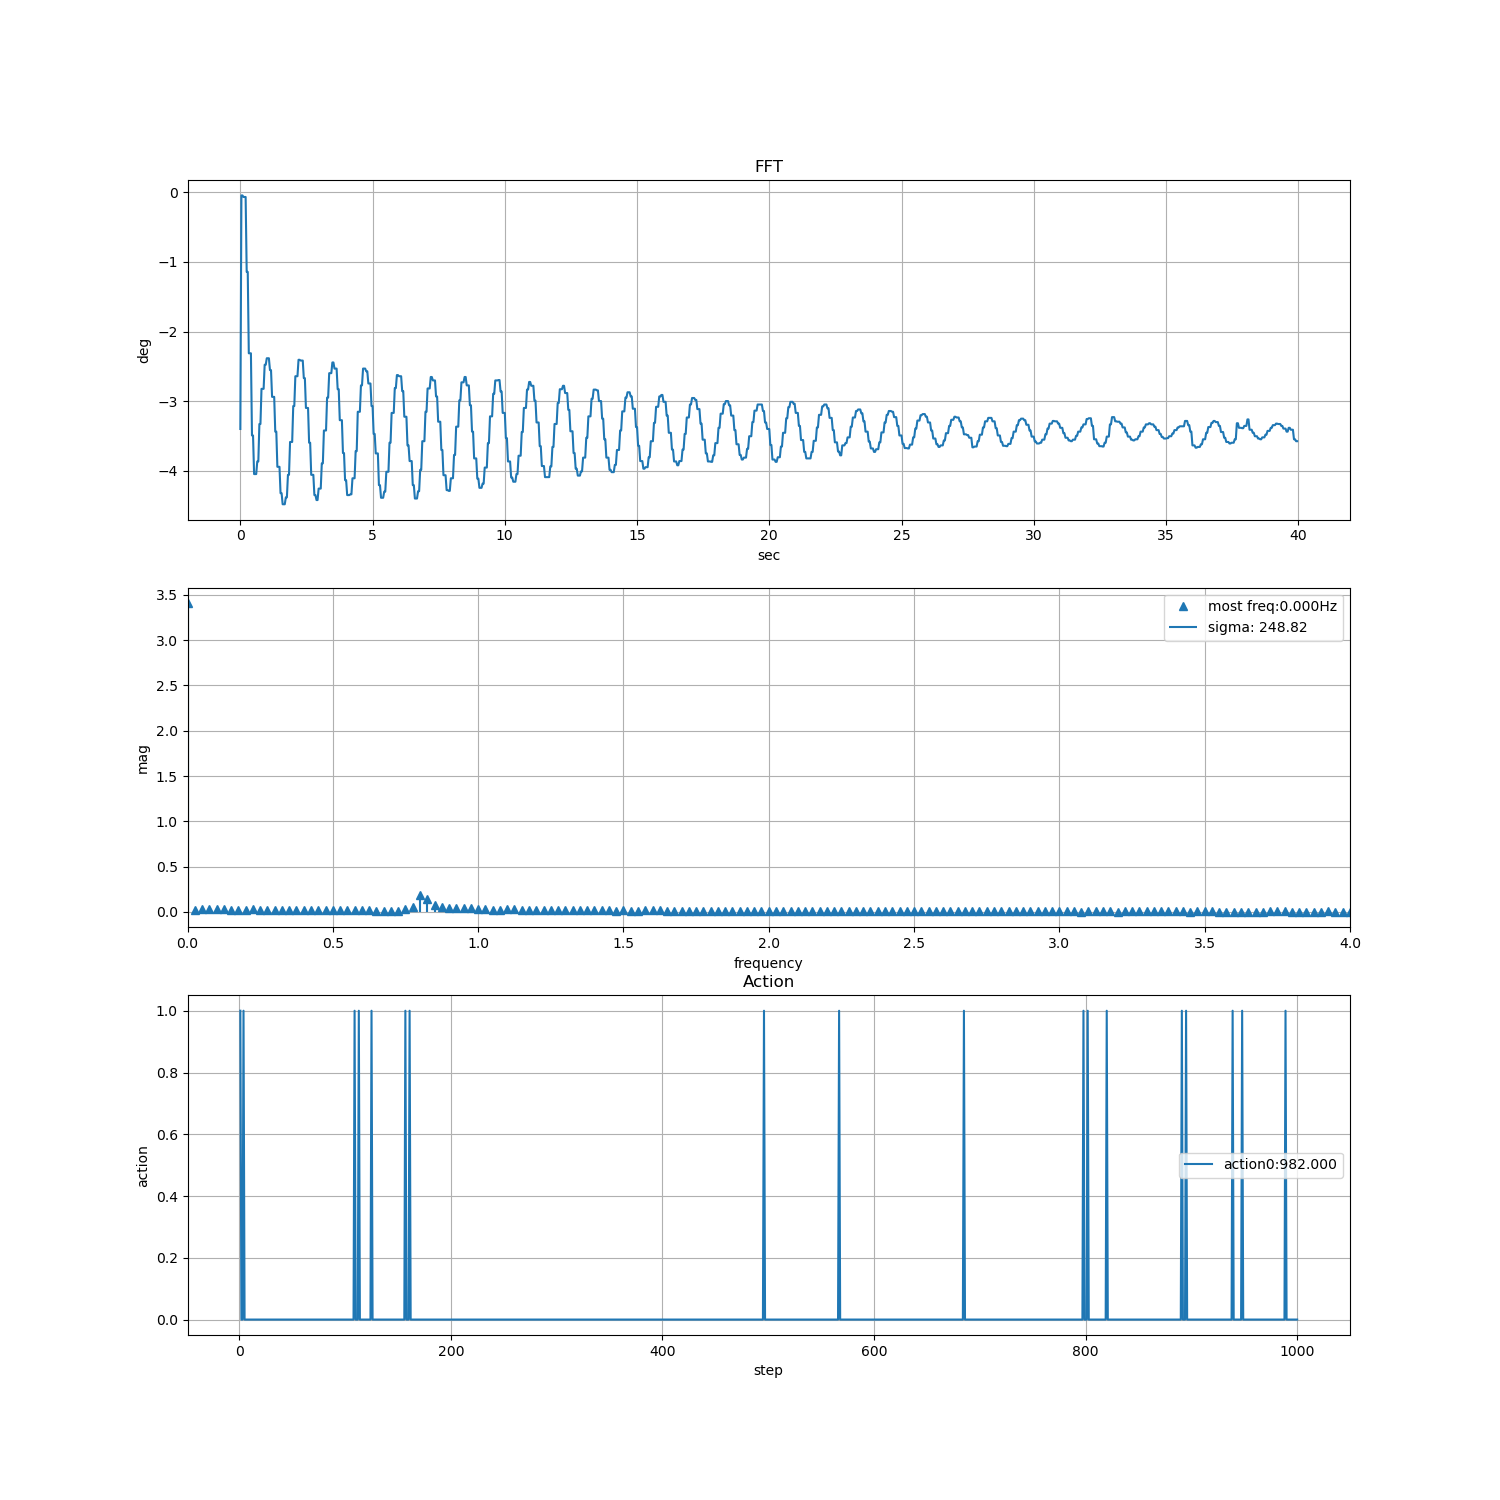 FFT
0
−1
−2
−3
−4
deg
0 5 10 15 20 25 30 35 40
sec
3.5
3.0
2.5
2.0
1.5
1.0
0.5
0.0
mag
most freq:0.000Hz
sigma: 248.82
0.0 0.5 1.0 1.5 2.0 2.5 3.0 3.5 4.0
frequency
Action
1.0
0.8
0.6
0.4
0.2
0.0
action
action0:982.000
0 200 400 600 800 1000
step